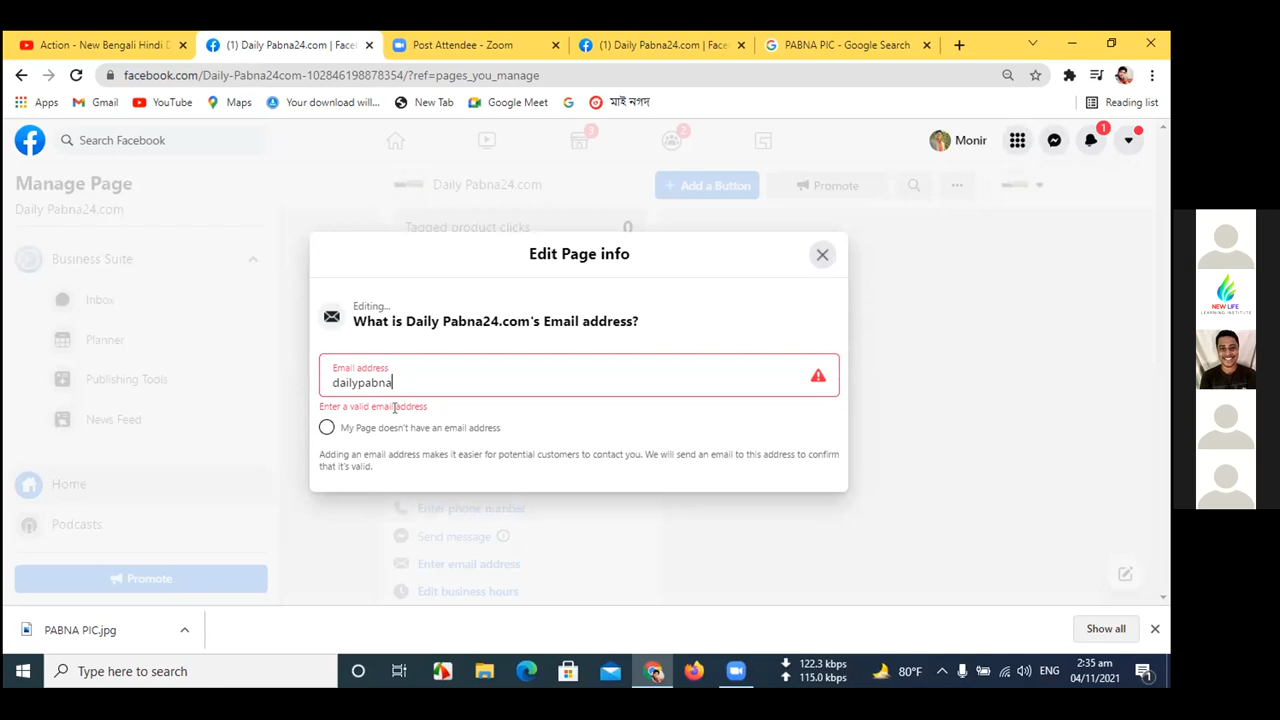 Action - New Bengali Hindi D
(1) Daily Pabna24.com | Face
Post Attendee - Zoom
(1) Daily Pabna24.com | Face
PABNA PIC - Google Search
facebook.com/Daily-Pabna24com-102846198878354/?ref=pages_you_manage
Apps
Gmail
YouTube
Maps
Your download will...
New Tab
Google Meet
মাই নগদ
Reading list
Search Facebook
3
2
Monir
1
Manage Page
Daily Pabna24.com
Daily Pabna24.com
+ Add a Button
Promote
Tagged product clicks
0
Business Suite
Inbox
Planner
Publishing Tools
News Feed
Home
Podcasts
Promote
Edit Page info
Editing...
What is Daily Pabna24.com's Email address?
Email address
dailypabna
Enter a valid email address
My Page doesn't have an email address
Adding an email address makes it easier for potential customers to contact you. We will send an email to this address to confirm
that it's valid.
Enter phone number
Send message
Enter email address
Edit business hours
NEW LIFE
LEARNING INSTITUTE
PABNA PIC.jpg
Show all
Type here to search
122.3 kbps
115.0 kbps
80°F
ENG
2:35 am
04/11/2021
1